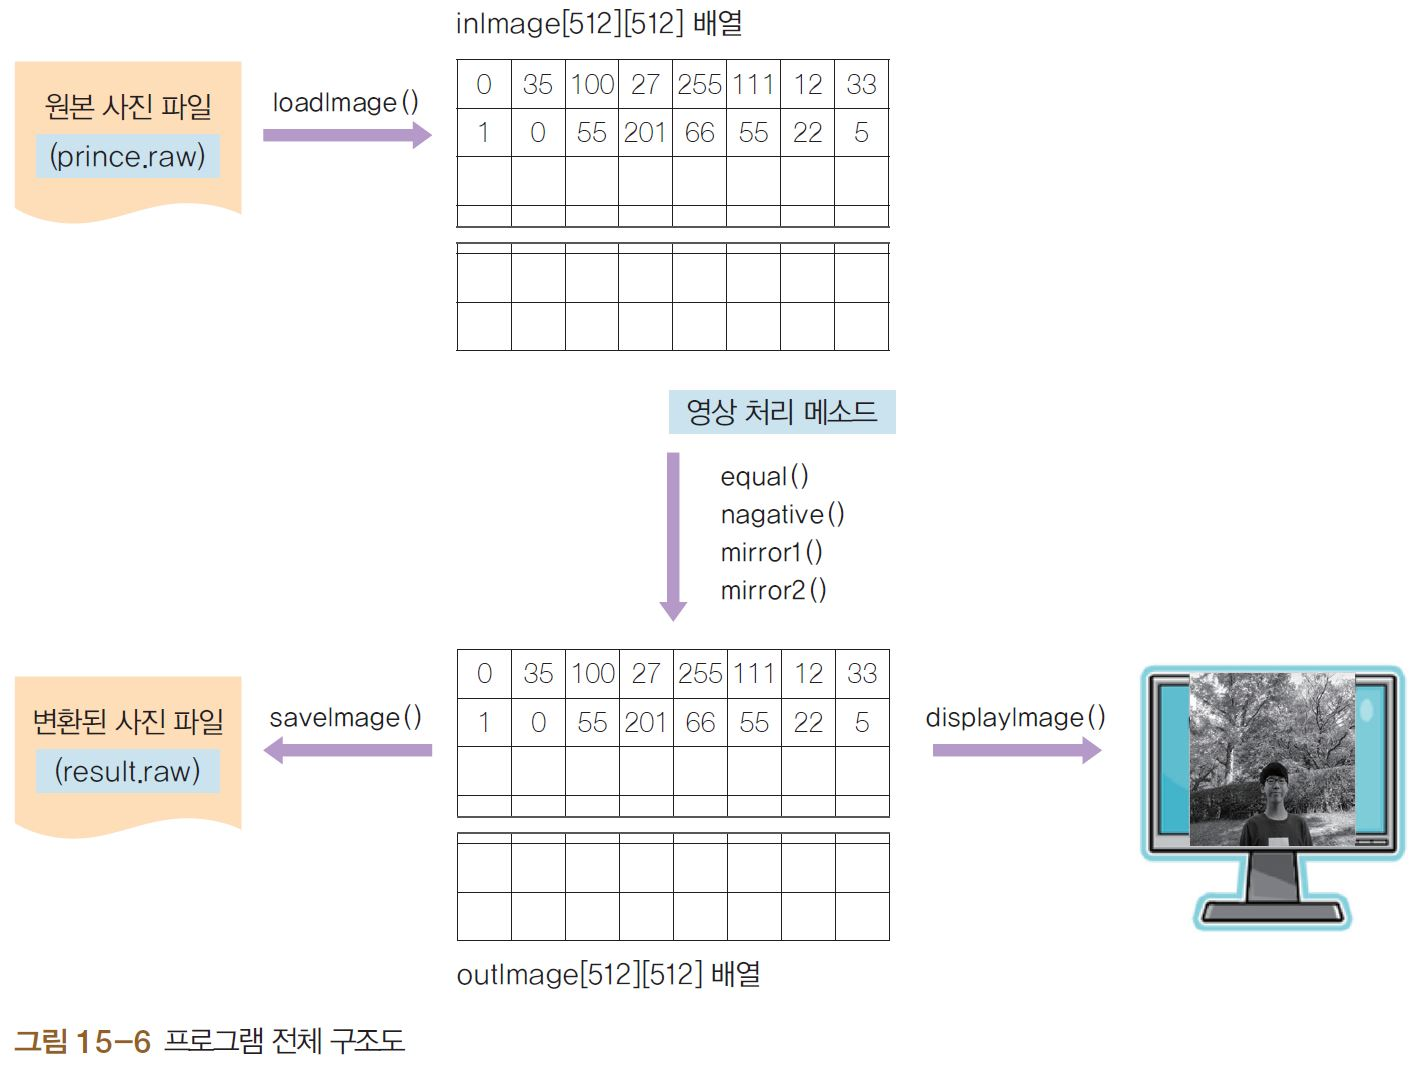 inImage[512][512] 배열
원본 사진 파일
(prince.raw)
loadImage()
0 35 100 27 255 111 12 33
1 0 55 201 66 55 22 5
영상 처리 메소드
equal()
nagative()
mirror1()
mirror2()
변환된 사진 파일
(result.raw)
saveImage()
0 35 100 27 255 111 12 33
1 0 55 201 66 55 22 5
displayImage()
outImage[512][512] 배열
그림 15-6 프로그램 전체 구조도